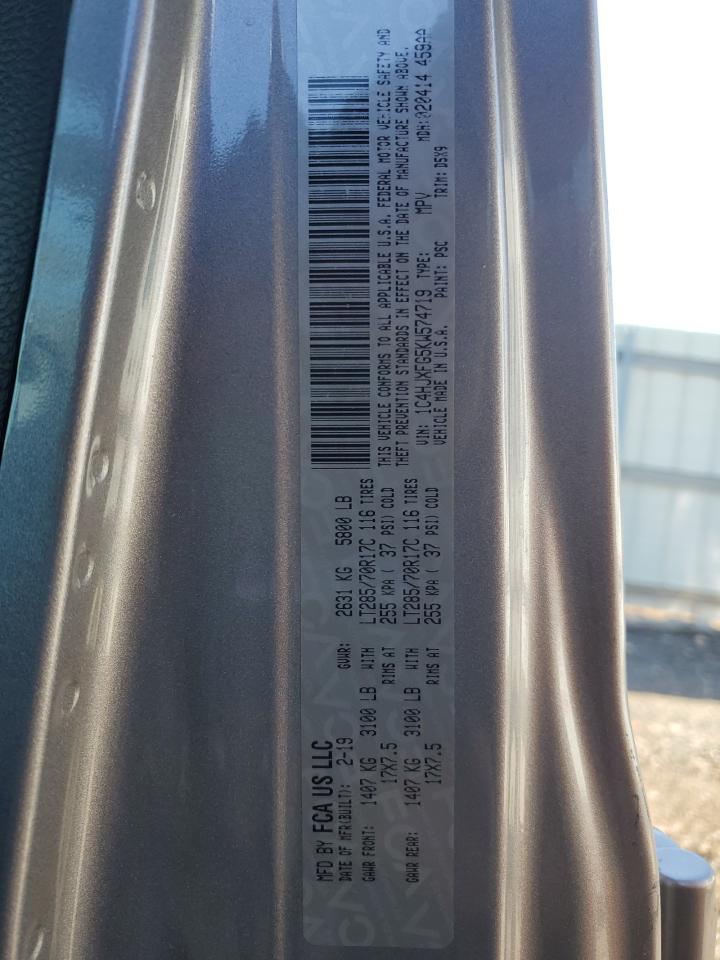 MFD BY FCA US LLC
DATE OF MFR(BUILT): 2-19 GVWR: 2631 KG 5800 LB
GAWR FRONT: 1407 KG 3100 LB WITH LT285/70R17C 116 TIRES
17X7.5 RIMS AT 255 KPA ( 37 PSI) COLD
GAWR REAR: 1407 KG 3100 LB WITH LT285/70R17C 116 TIRES
17X7.5 RIMS AT 255 KPA ( 37 PSI) COLD
THIS VEHICLE CONFORMS TO ALL APPLICABLE U.S.A. FEDERAL MOTOR VEHICLE SAFETY AND
THEFT PREVENTION STANDARDS IN EFFECT ON THE DATE OF MANUFACTURE SHOWN ABOVE.
VIN: 1C4HJXFG5KW574719 TYPE: MPV MDH:020414 459AA
VEHICLE MADE IN U.S.A. PAINT: PSC TRIM: D5X9